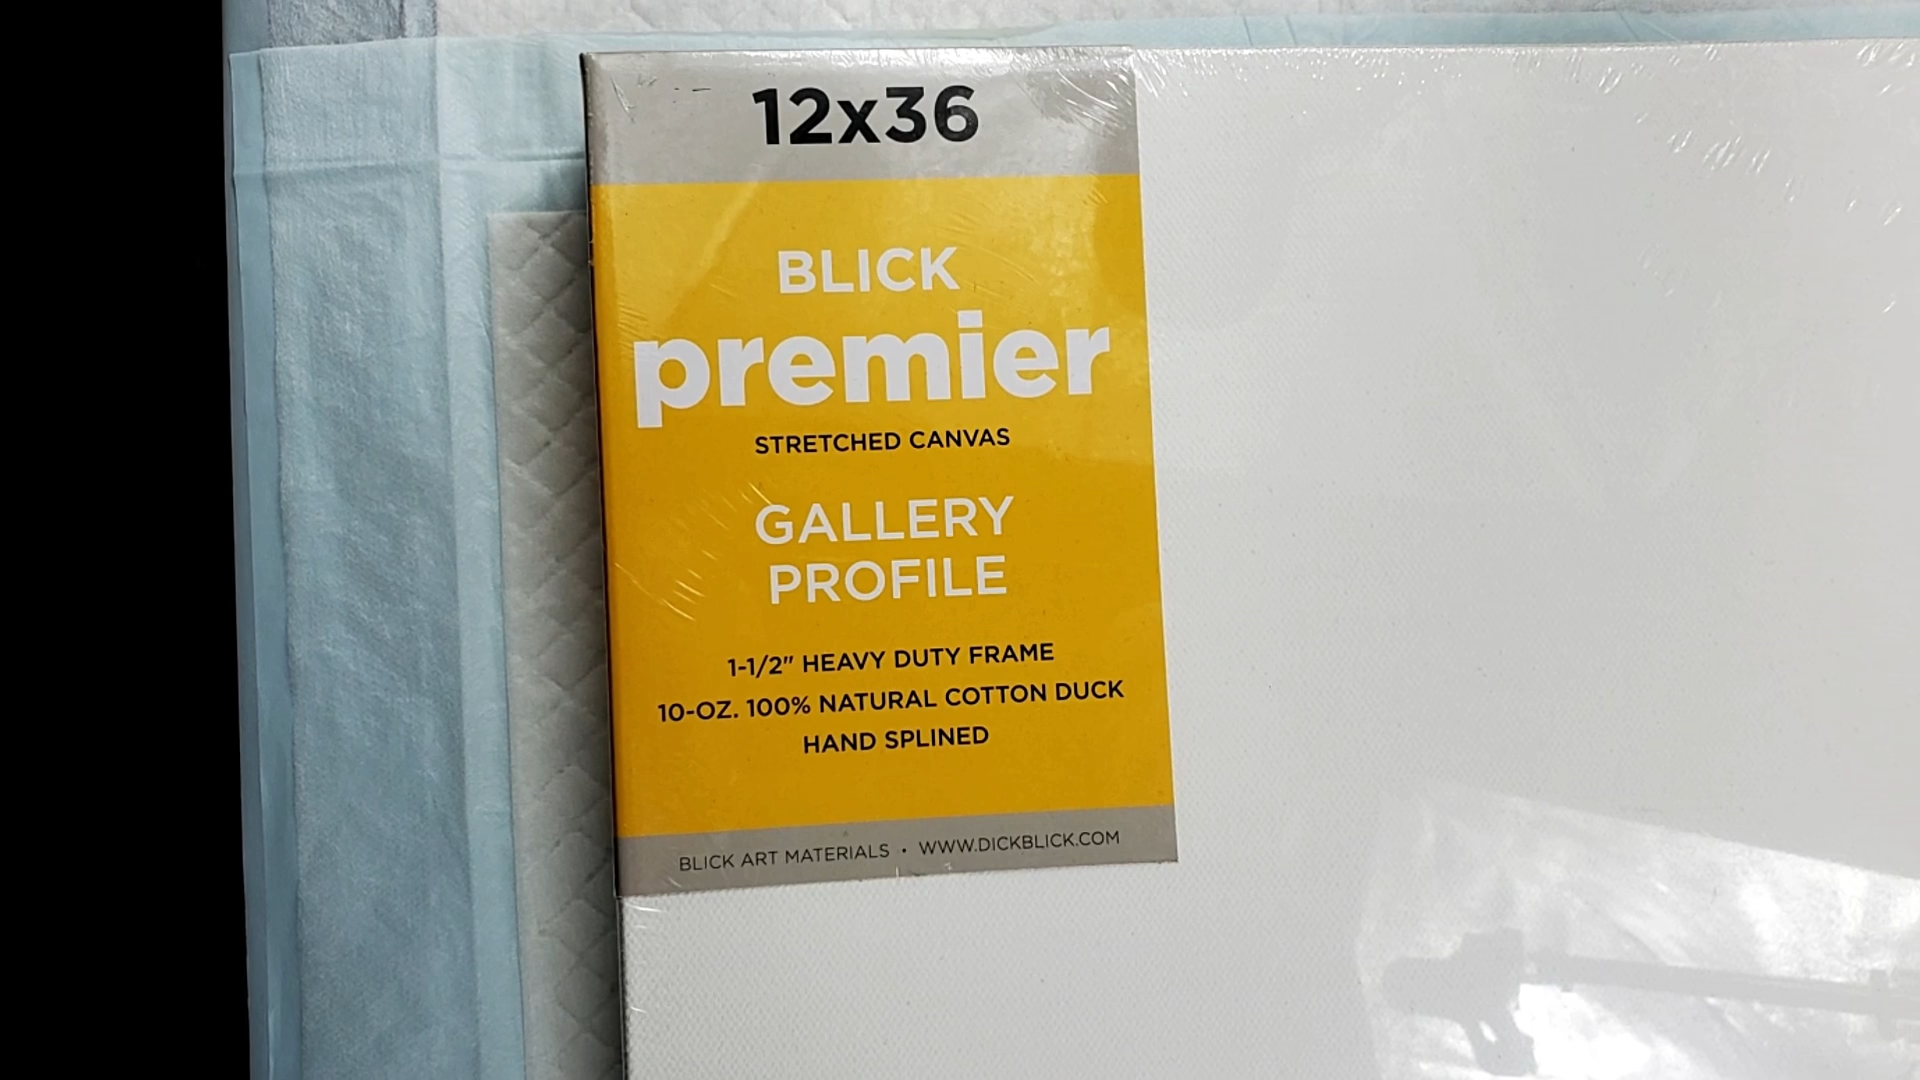 12x36
BLICK
premier
STRETCHED CANVAS
GALLERY
PROFILE
1-1/2" HEAVY DUTY FRAME
10-OZ. 100% NATURAL COTTON DUCK
HAND SPLINED
BLICK ART MATERIALS • WWW.DICKBLICK.COM